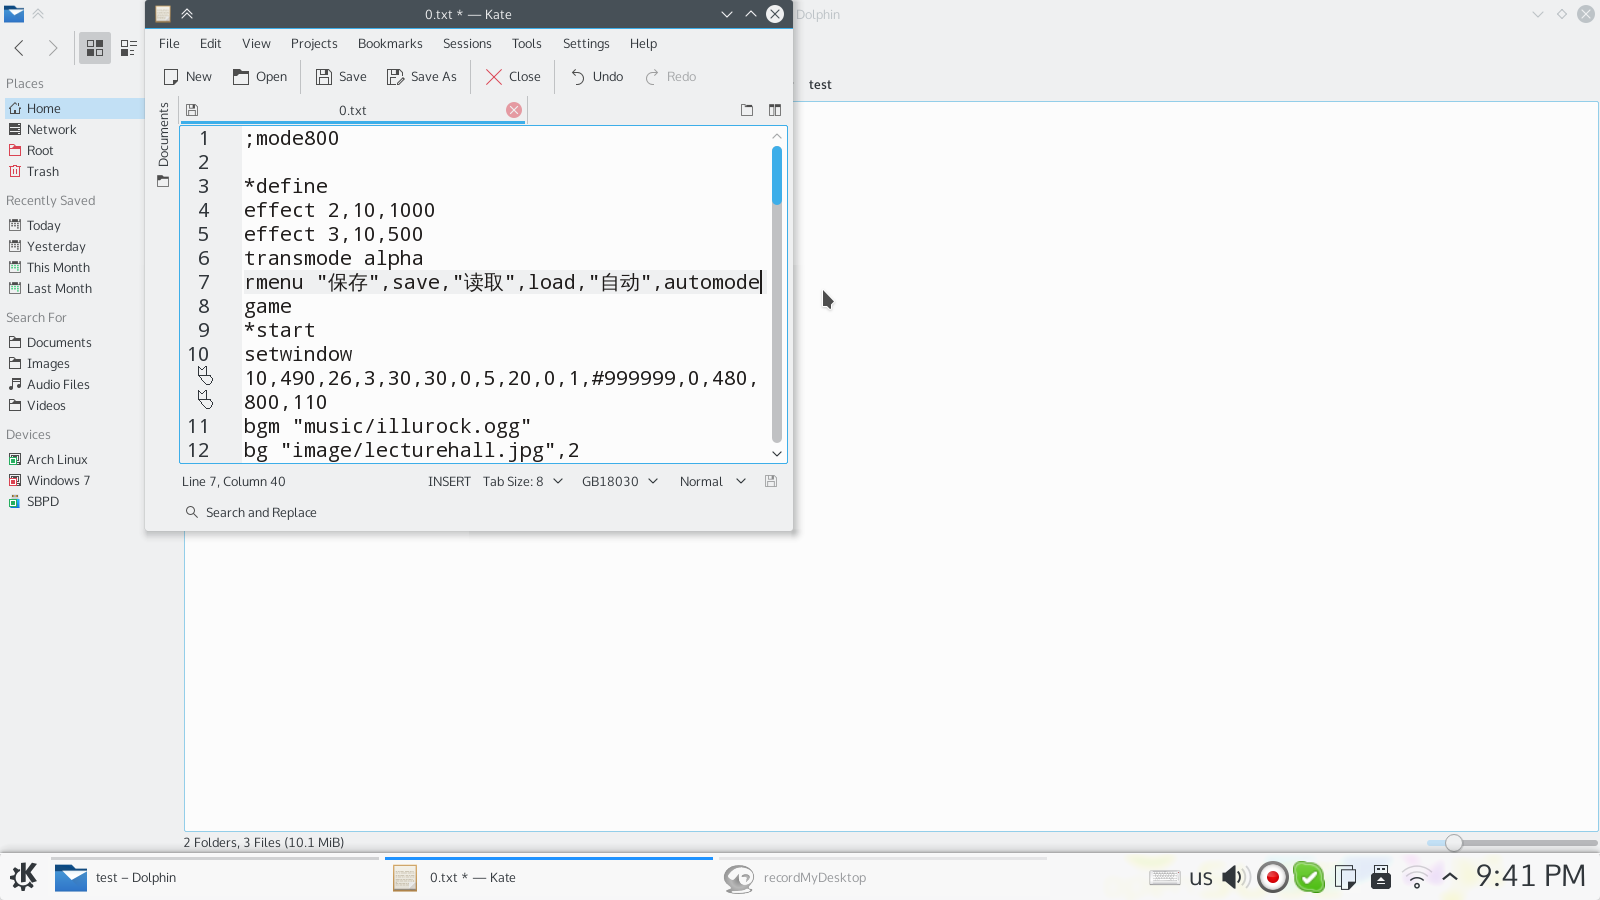 0.txt * — Kate
Dolphin
File Edit View Projects Bookmarks Sessions Tools Settings Help
New Open Save Save As Close Undo Redo
test
Places
Home
Network
Root
Trash
Recently Saved
Today
Yesterday
This Month
Last Month
Search For
Documents
Images
Audio Files
Videos
Devices
Arch Linux
Windows 7
SBPD
Documents
0.txt
1 ;mode800
2
3 *define
4 effect 2,10,1000
5 effect 3,10,500
6 transmode alpha
7 rmenu "保存",save,"读取",load,"自动",automode
8 game
9 *start
10 setwindow
10,490,26,3,30,30,0,5,20,0,1,#999999,0,480,
800,110
11 bgm "music/illurock.ogg"
12 bg "image/lecturehall.jpg",2
Line 7, Column 40 INSERT Tab Size: 8 GB18030 Normal
Search and Replace
2 Folders, 3 Files (10.1 MiB)
test – Dolphin
0.txt * — Kate
recordMyDesktop
us
9:41 PM